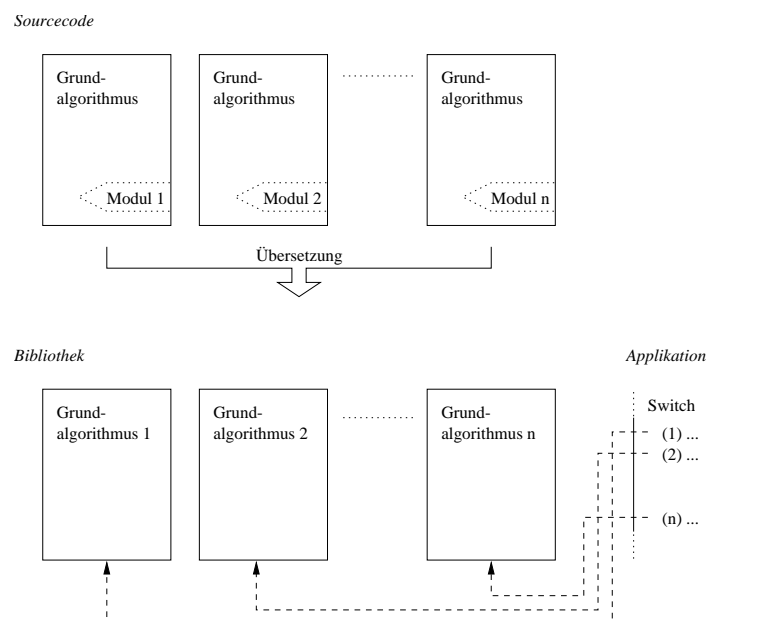 Sourcecode
Grund-
algorithmus
Modul 1
Grund-
algorithmus
Modul 2
Grund-
algorithmus
Modul n
Übersetzung
Bibliothek
Applikation
Grund-
algorithmus 1
Grund-
algorithmus 2
Grund-
algorithmus n
Switch
(1) ...
(2) ...
(n) ...